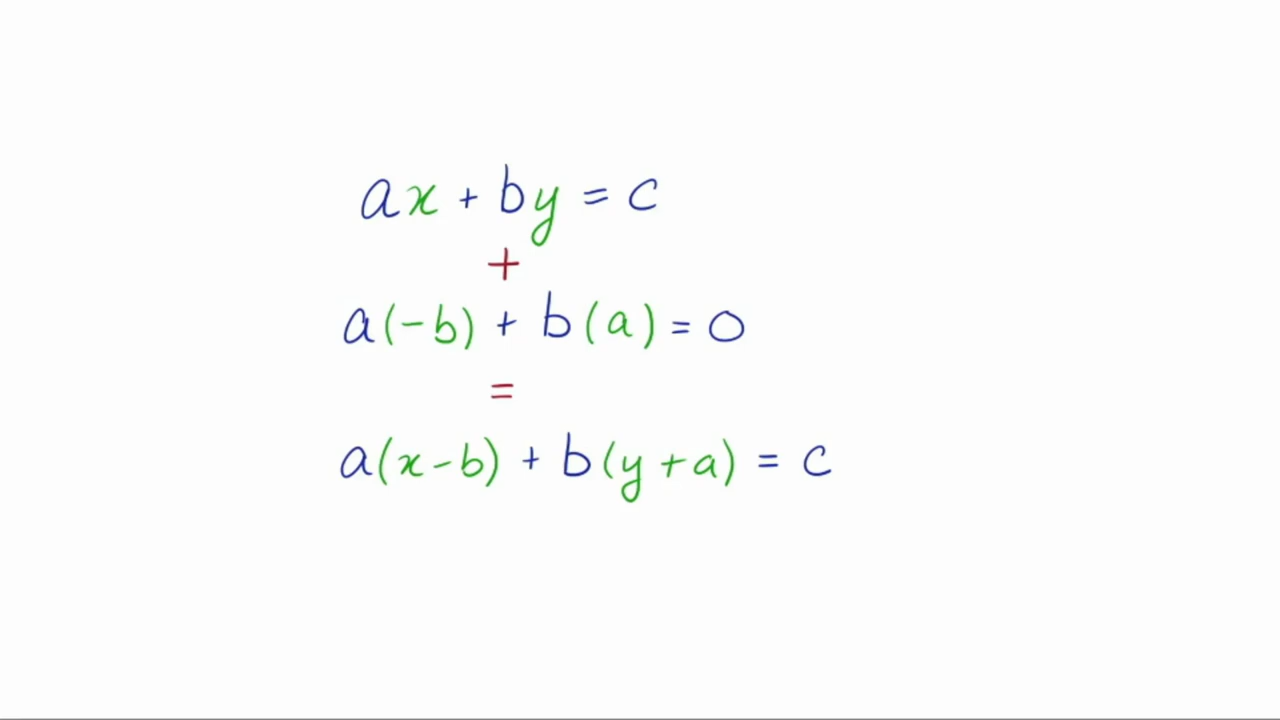 ax + by = c
+
a(-b) + b(a) = 0
=
a(x-b) + b(y+a) = c